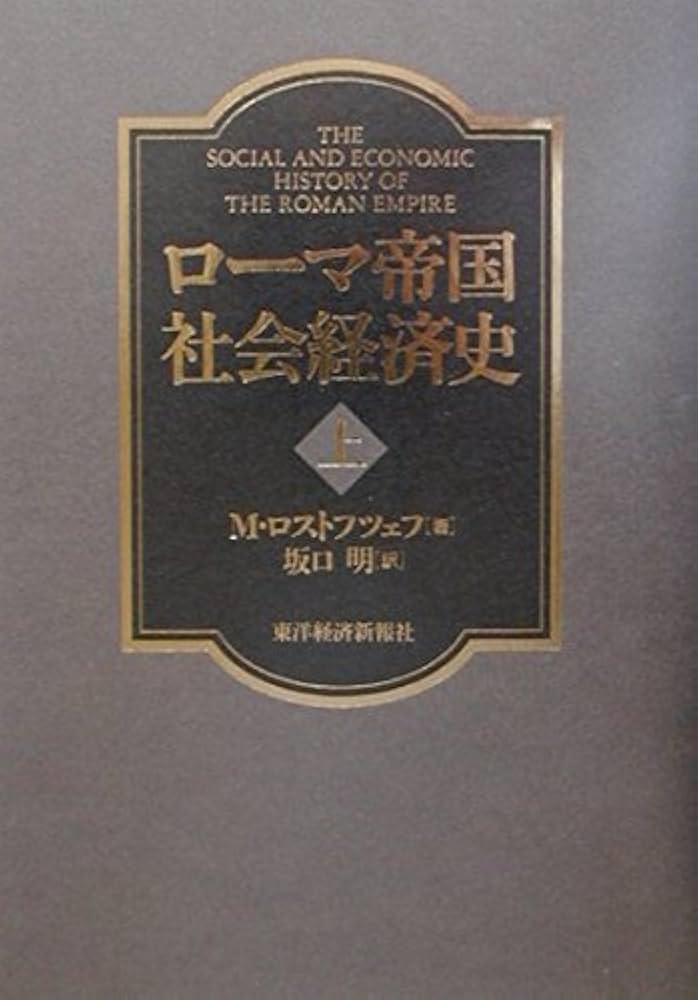 THE
SOCIAL AND ECONOMIC
HISTORY OF
THE ROMAN EMPIRE
ローマ帝国
社会経済史
上
M・ロストフツェフ[著]
坂口 明[訳]
東洋経済新報社